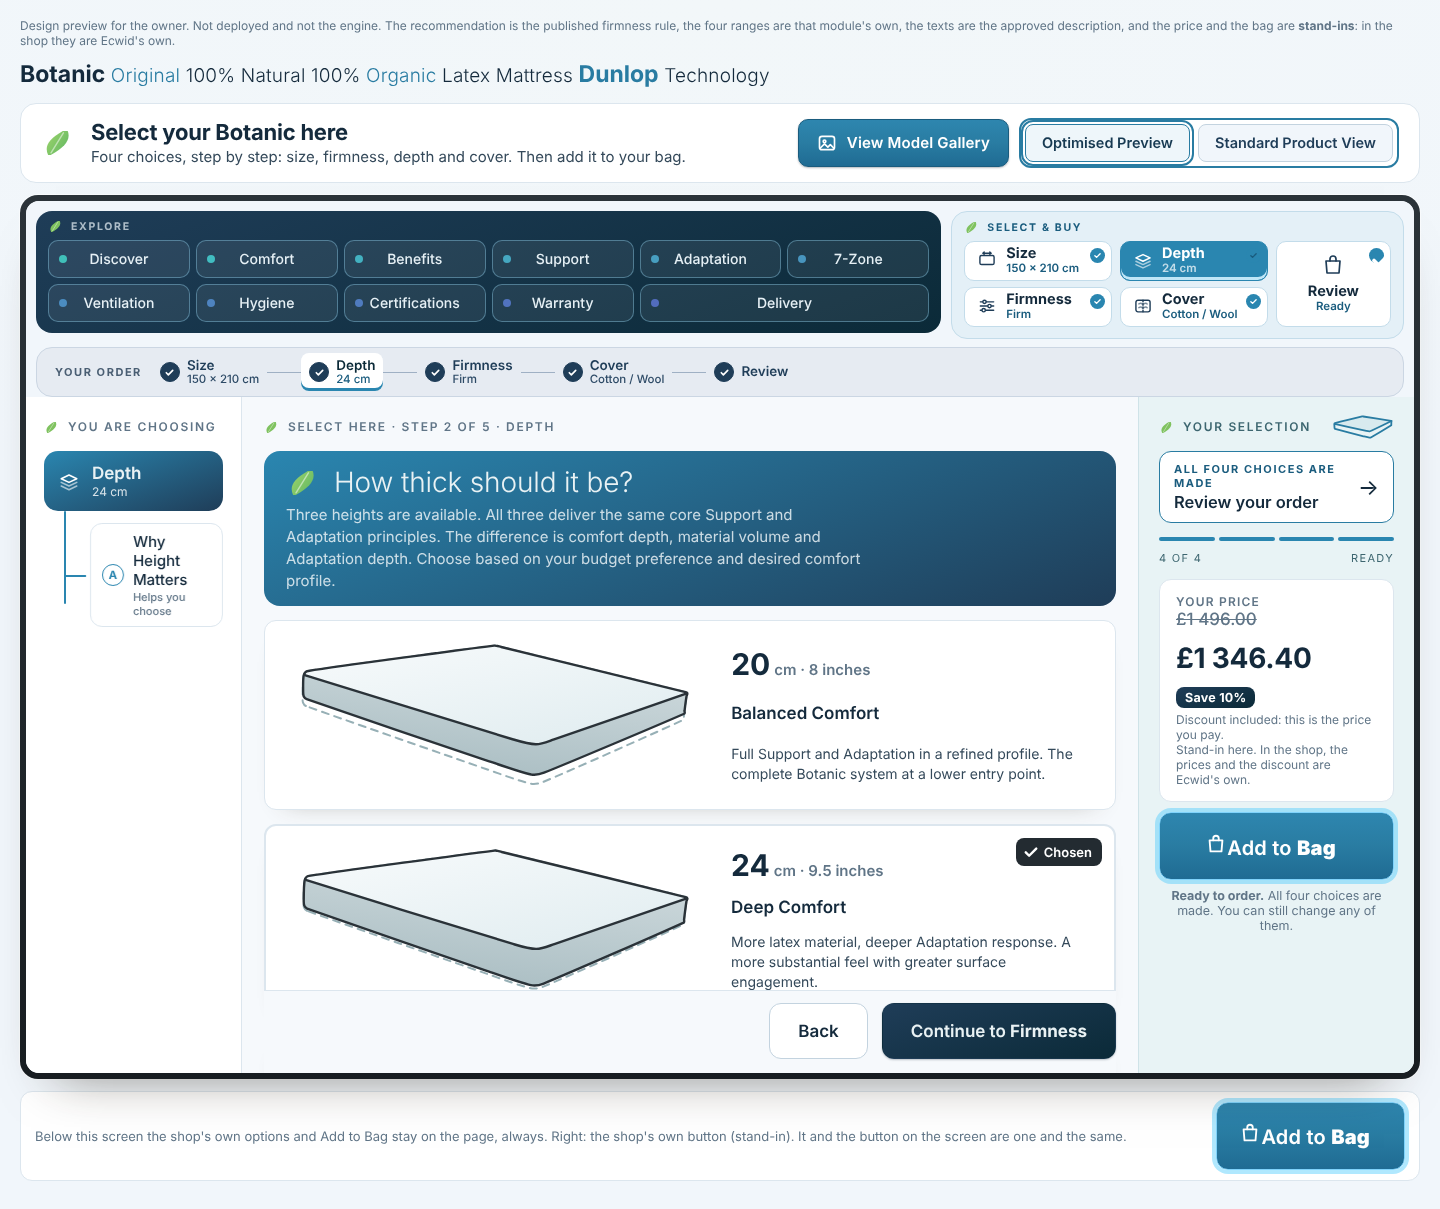 Design preview for the owner. Not deployed and not the engine. The recommendation is the published firmness rule, the four ranges are that module's own, the texts are the approved description, and the price and the bag are stand-ins: in the
shop they are Ecwid's own.
Botanic Original 100% Natural 100% Organic Latex Mattress Dunlop Technology
Select your Botanic here
Four choices, step by step: size, firmness, depth and cover. Then add it to your bag.
View Model Gallery
Optimised Preview
Standard Product View
EXPLORE
Discover
Comfort
Benefits
Support
Adaptation
7-Zone
Ventilation
Hygiene
Certifications
Warranty
Delivery
SELECT & BUY
Size
150 × 210 cm
Depth
24 cm
Firmness
Firm
Cover
Cotton / Wool
Review
Ready
YOUR ORDER
Size
150 × 210 cm
Depth
24 cm
Firmness
Firm
Cover
Cotton / Wool
Review
YOU ARE CHOOSING
Depth
24 cm
A
Why
Height
Matters
Helps you
choose
SELECT HERE · STEP 2 OF 5 · DEPTH
How thick should it be?
Three heights are available. All three deliver the same core Support and
Adaptation principles. The difference is comfort depth, material volume and
Adaptation depth. Choose based on your budget preference and desired comfort
profile.
20 cm · 8 inches
Balanced Comfort
Full Support and Adaptation in a refined profile. The
complete Botanic system at a lower entry point.
Chosen
24 cm · 9.5 inches
Deep Comfort
More latex material, deeper Adaptation response. A
more substantial feel with greater surface
engagement.
Back
Continue to Firmness
YOUR SELECTION
ALL FOUR CHOICES ARE
MADE
Review your order
4 OF 4
READY
YOUR PRICE
£1 496.00
£1 346.40
Save 10%
Discount included: this is the price
you pay.
Stand-in here. In the shop, the
prices and the discount are
Ecwid's own.
Add to Bag
Ready to order. All four choices are
made. You can still change any of
them.
Below this screen the shop's own options and Add to Bag stay on the page, always. Right: the shop's own button (stand-in). It and the button on the screen are one and the same.
Add to Bag